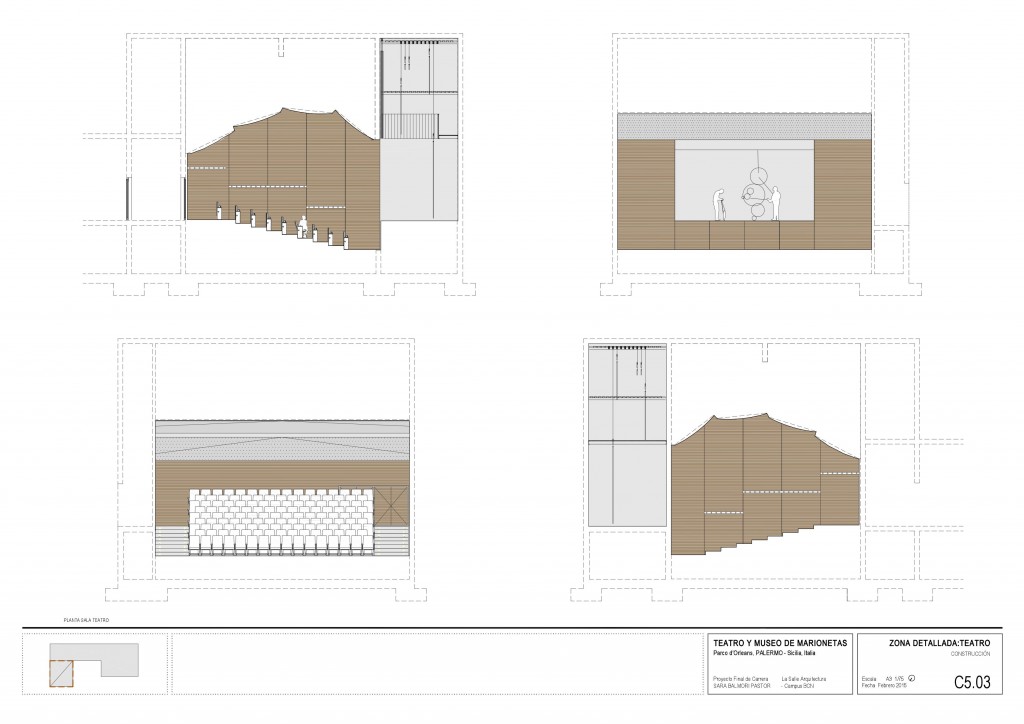 PLANTA SALA TEATRO
TEATRO Y MUSEO DE MARIONETAS
Parco d'Orleans, PALERMO - Sicilia, Italia
Proyecto Final de Carrera La Salle Arquitectura
SARA BALMORI PASTOR - Campus BCN
ZONA DETALLADA:TEATRO
CONSTRUCCIÓN
Escala A3 1/75
Fecha Febrero 2015
C5.03